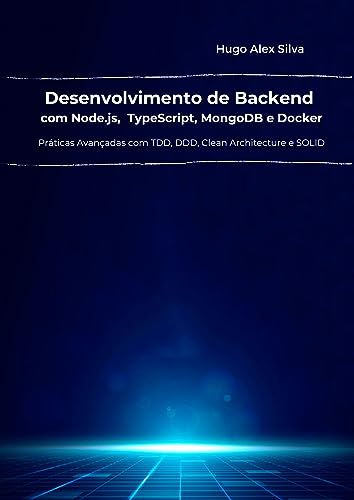 Hugo Alex Silva
Desenvolvimento de Backend
com Node.js, TypeScript, MongoDB e Docker
Práticas Avançadas com TDD, DDD, Clean Architecture e SOLID